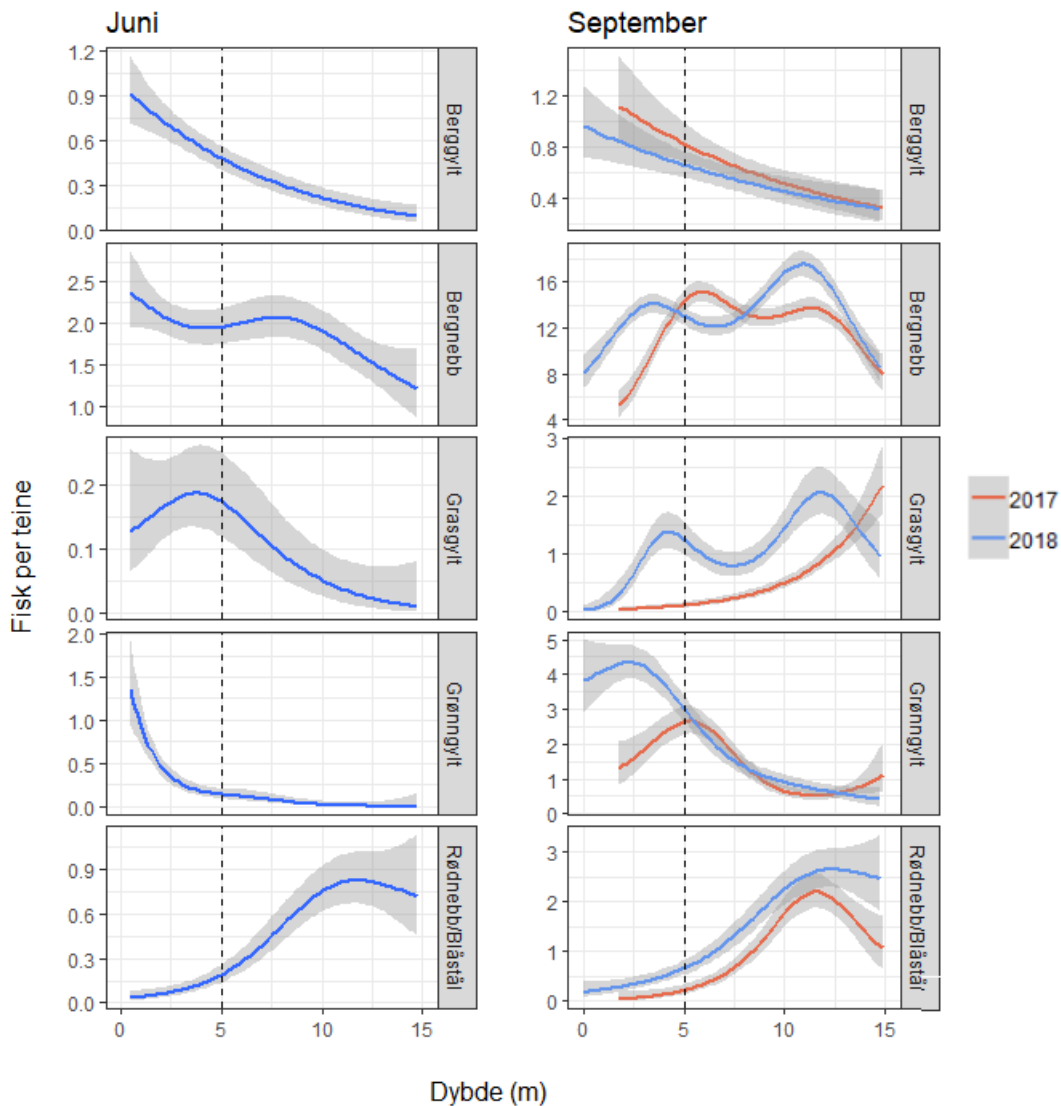 Juni
September
Fisk per teine
1.2
0.9
0.6
0.3
0.0
Berggylt
1.2
0.8
0.4
Berggylt
2.5
2.0
1.5
1.0
Bergnebb
16
12
8
4
Bergnebb
0.2
0.1
0.0
Grasgylt
3
2
1
0
Grasgylt
2017
2018
2.0
1.5
1.0
0.5
0.0
Grønngylt
5
4
3
2
1
0
Grønngylt
0.9
0.6
0.3
0.0
Rødnebb/Blåstål
3
2
1
0
Rødnebb/Blåstål
0 5 10 15
0 5 10 15
Dybde (m)